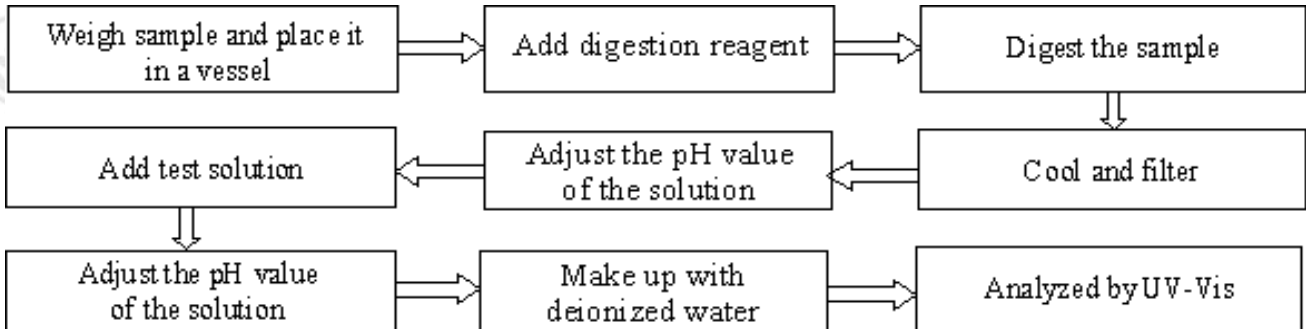 Weigh sample and place it
in a vessel
Add digestion reagent
Digest the sample
Cool and filter
Adjust the pH value
of the solution
Add test solution
Adjust the pH value
of the solution
Make up with
deionized water
Analyzed by UV-Vis